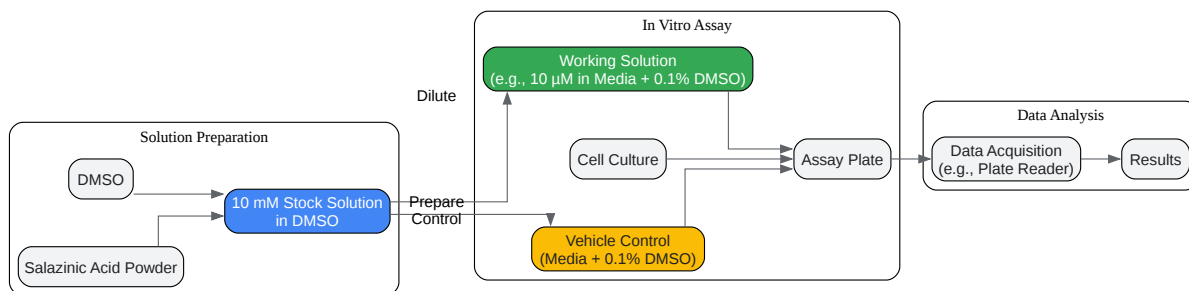 Solution Preparation
DMSO
Salazinic Acid Powder
10 mM Stock Solution
in DMSO
Dilute
Prepare
Control
In Vitro Assay
Working Solution
(e.g., 10 µM in Media + 0.1% DMSO)
Cell Culture
Vehicle Control
(Media + 0.1% DMSO)
Assay Plate
Data Analysis
Data Acquisition
(e.g., Plate Reader)
Results